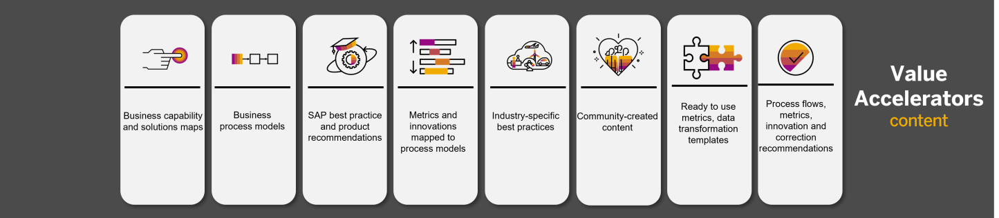 Business capability
and solutions maps
Business
process models
SAP best practice
and product
recommendations
Metrics and
innovations
mapped to
process models
Industry-specific
best practices
Community-created
content
Ready to use
metrics, data
transformation
templates
Process flows,
metrics,
innovation and
correction
recommendations
Value
Accelerators
content